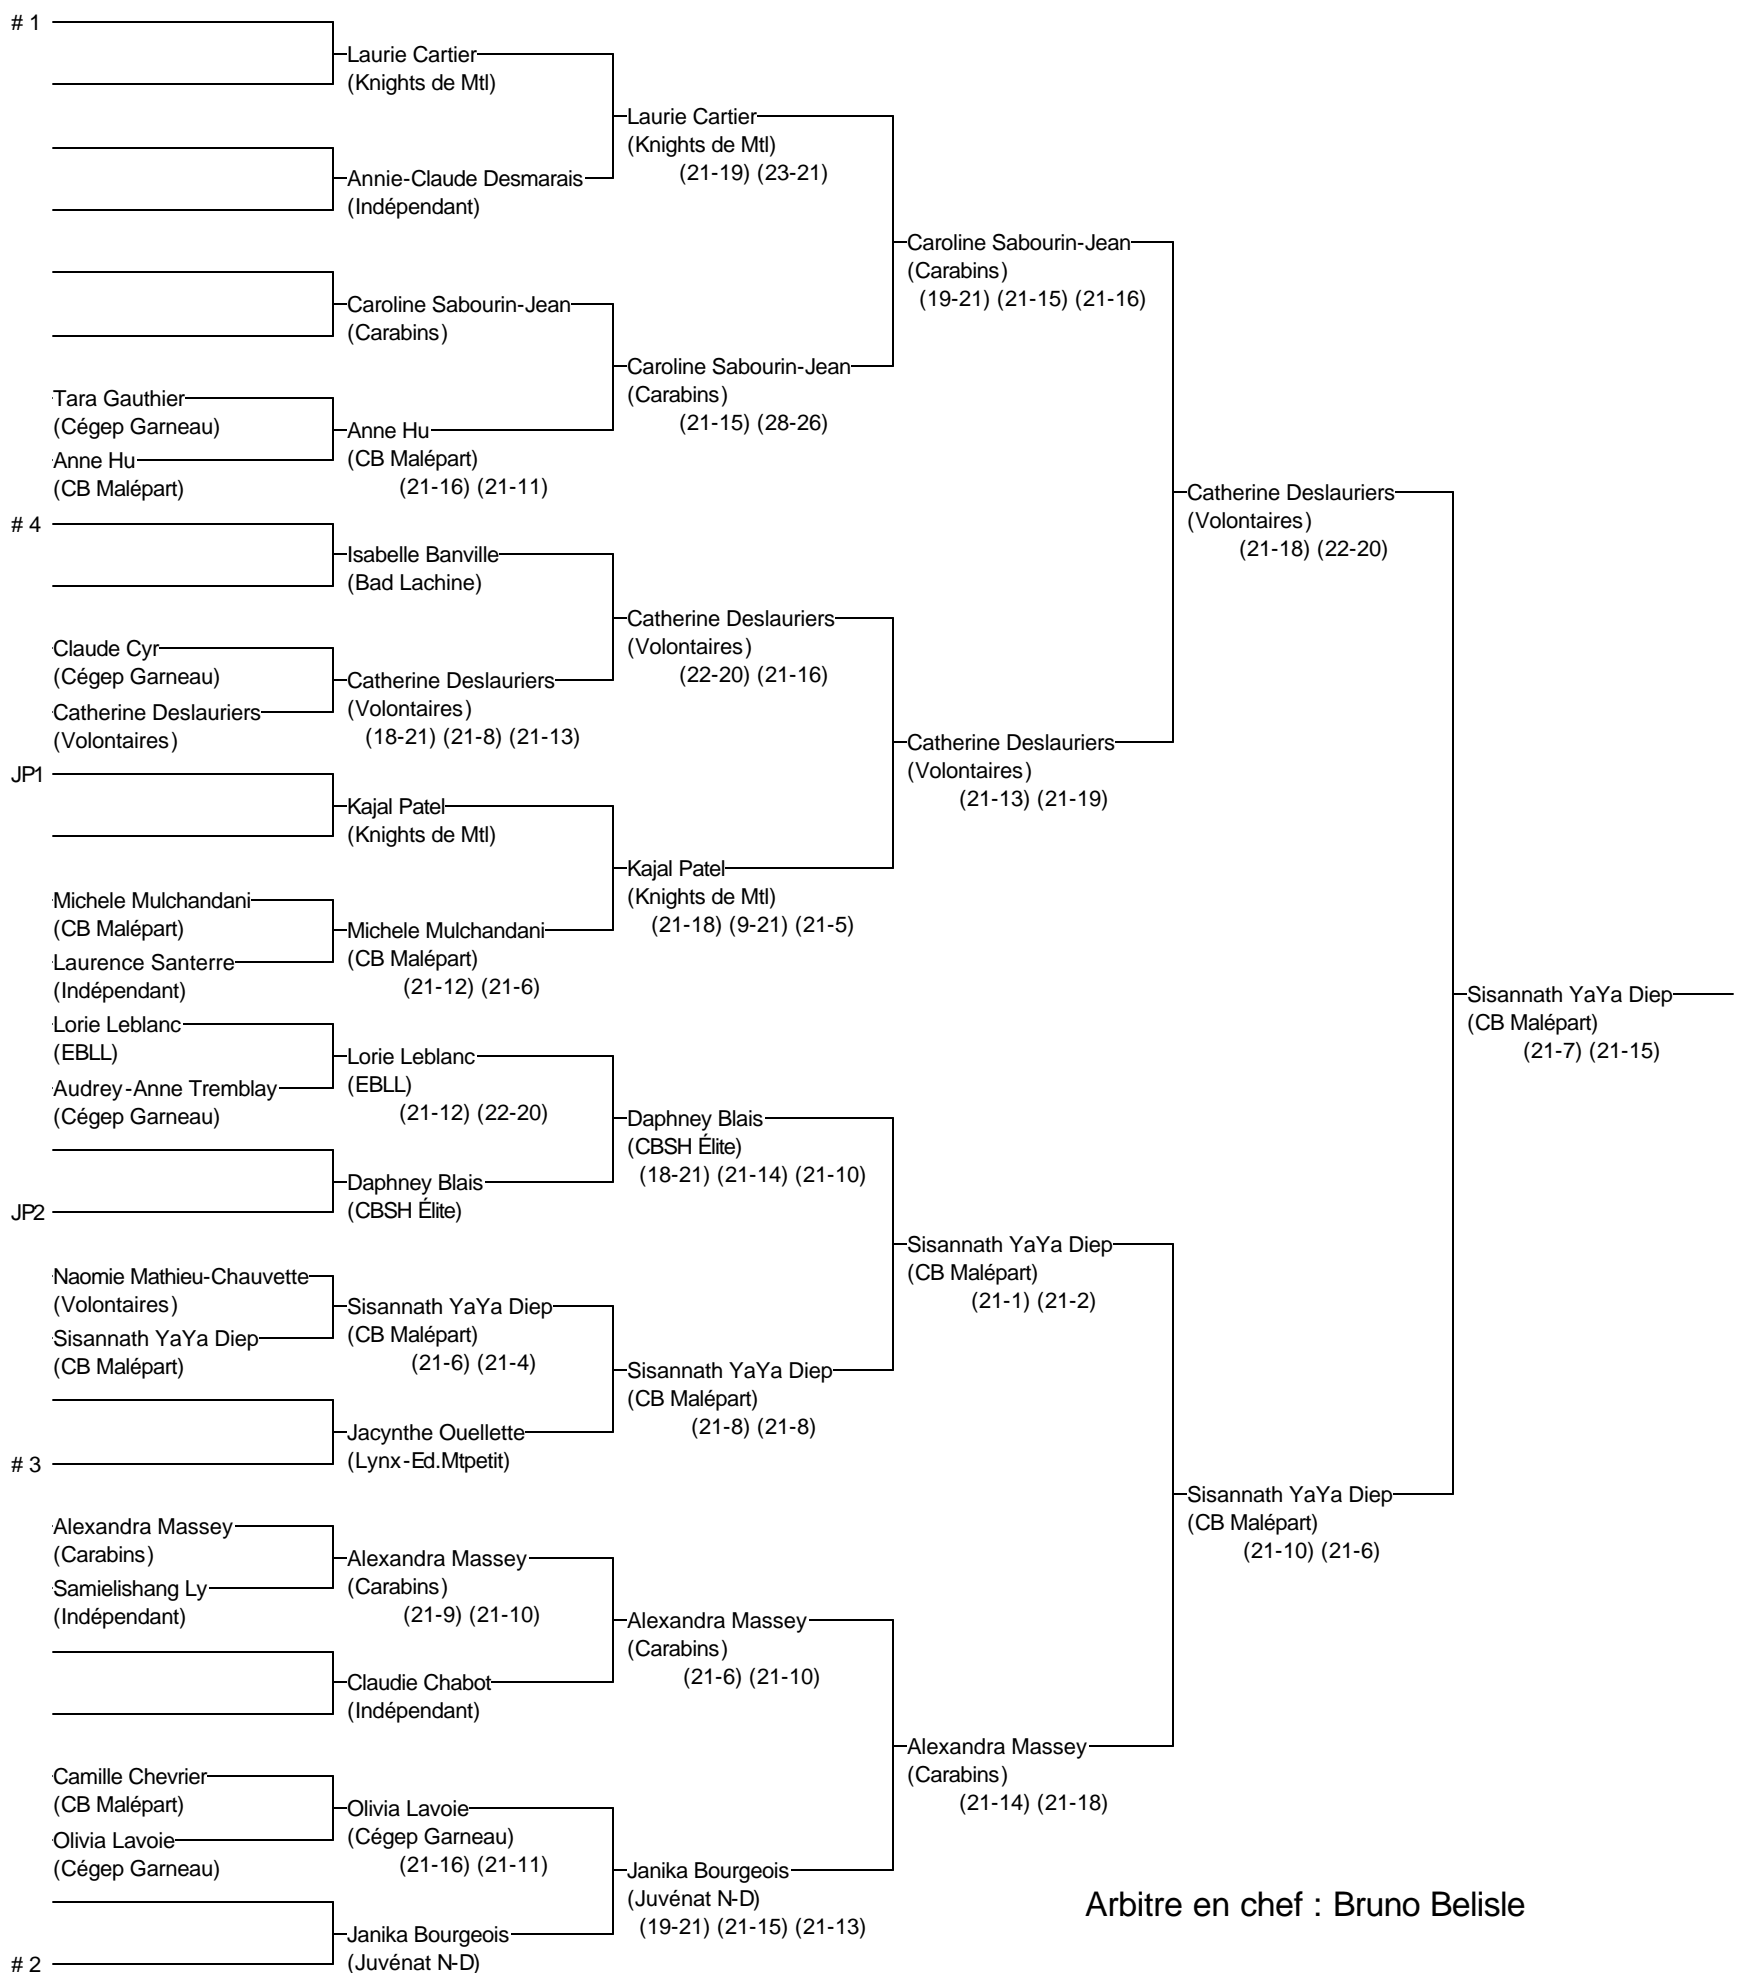 # 1
Laurie Cartier
(Knights de Mtl)
Laurie Cartier
(Knights de Mtl)
(21-19) (23-21)
Annie-Claude Desmarais
(Indépendant)
Caroline Sabourin-Jean
(Carabins)
(19-21) (21-15) (21-16)
Caroline Sabourin-Jean
(Carabins)
Caroline Sabourin-Jean
(Carabins)
(21-15) (28-26)
Tara Gauthier
(Cégep Garneau)
Anne Hu
(CB Malépart)
Anne Hu
(CB Malépart)
(21-16) (21-11)
Catherine Deslauriers
(Volontaires)
(21-18) (22-20)
# 4
Isabelle Banville
(Bad Lachine)
Catherine Deslauriers
(Volontaires)
(22-20) (21-16)
Claude Cyr
(Cégep Garneau)
Catherine Deslauriers
(Volontaires)
Catherine Deslauriers
(Volontaires)
(18-21) (21-8) (21-13)
Catherine Deslauriers
(Volontaires)
(21-13) (21-19)
JP1
Kajal Patel
(Knights de Mtl)
Kajal Patel
(Knights de Mtl)
(21-18) (9-21) (21-5)
Michele Mulchandani
(CB Malépart)
Laurence Santerre
(Indépendant)
Michele Mulchandani
(CB Malépart)
(21-12) (21-6)
Sisannath YaYa Diep
(CB Malépart)
(21-7) (21-15)
Lorie Leblanc
(EBLL)
Audrey-Anne Tremblay
(Cégep Garneau)
Lorie Leblanc
(EBLL)
(21-12) (22-20)
Daphney Blais
(CBSH Élite)
(18-21) (21-14) (21-10)
Daphney Blais
(CBSH Élite)
JP2
Sisannath YaYa Diep
(CB Malépart)
(21-1) (21-2)
Naomie Mathieu-Chauvette
(Volontaires)
Sisannath YaYa Diep
(CB Malépart)
Sisannath YaYa Diep
(CB Malépart)
(21-6) (21-4)
Sisannath YaYa Diep
(CB Malépart)
(21-8) (21-8)
Jacynthe Ouellette
(Lynx-Ed.Mtpetit)
# 3
Sisannath YaYa Diep
(CB Malépart)
(21-10) (21-6)
Alexandra Massey
(Carabins)
Samielishang Ly
(Indépendant)
Alexandra Massey
(Carabins)
(21-9) (21-10)
Alexandra Massey
(Carabins)
(21-6) (21-10)
Claudie Chabot
(Indépendant)
Alexandra Massey
(Carabins)
(21-14) (21-18)
Camille Chevrier
(CB Malépart)
Olivia Lavoie
(Cégep Garneau)
Olivia Lavoie
(Cégep Garneau)
(21-16) (21-11)
Janika Bourgeois
(Juvénat N-D)
(19-21) (21-15) (21-13)
Janika Bourgeois
(Juvénat N-D)
# 2
Arbitre en chef : Bruno Belisle